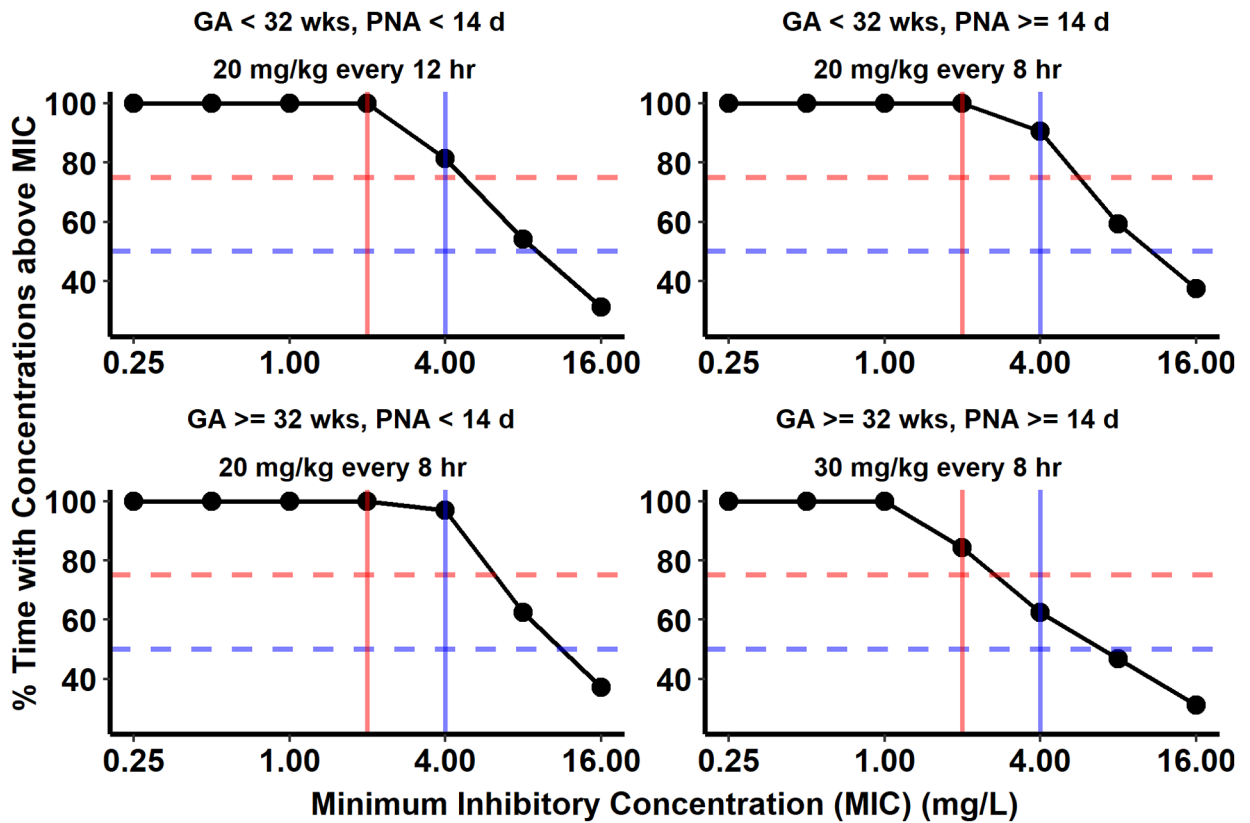 GA < 32 wks, PNA < 14 d
20 mg/kg every 12 hr
100
80
60
40
0.25 1.00 4.00 16.00
GA < 32 wks, PNA >= 14 d
20 mg/kg every 8 hr
100
80
60
40
0.25 1.00 4.00 16.00
GA >= 32 wks, PNA < 14 d
20 mg/kg every 8 hr
100
80
60
40
0.25 1.00 4.00 16.00
GA >= 32 wks, PNA >= 14 d
30 mg/kg every 8 hr
100
80
60
40
0.25 1.00 4.00 16.00
% Time with Concentrations above MIC
Minimum Inhibitory Concentration (MIC) (mg/L)